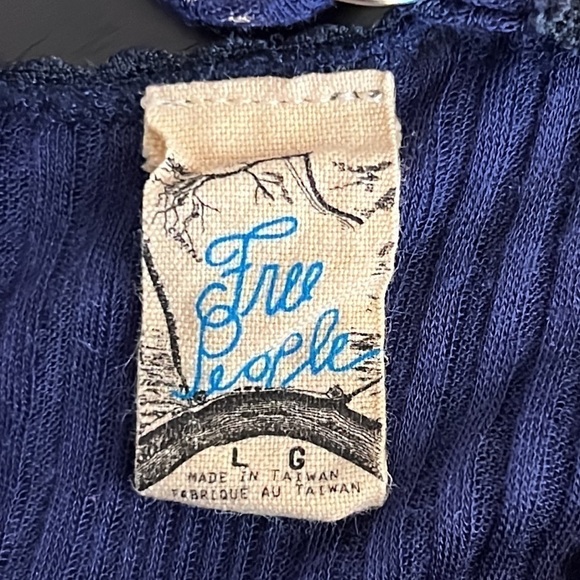 Free
People
L G
MADE IN TAIWAN
FABRIQUE AU TAIWAN